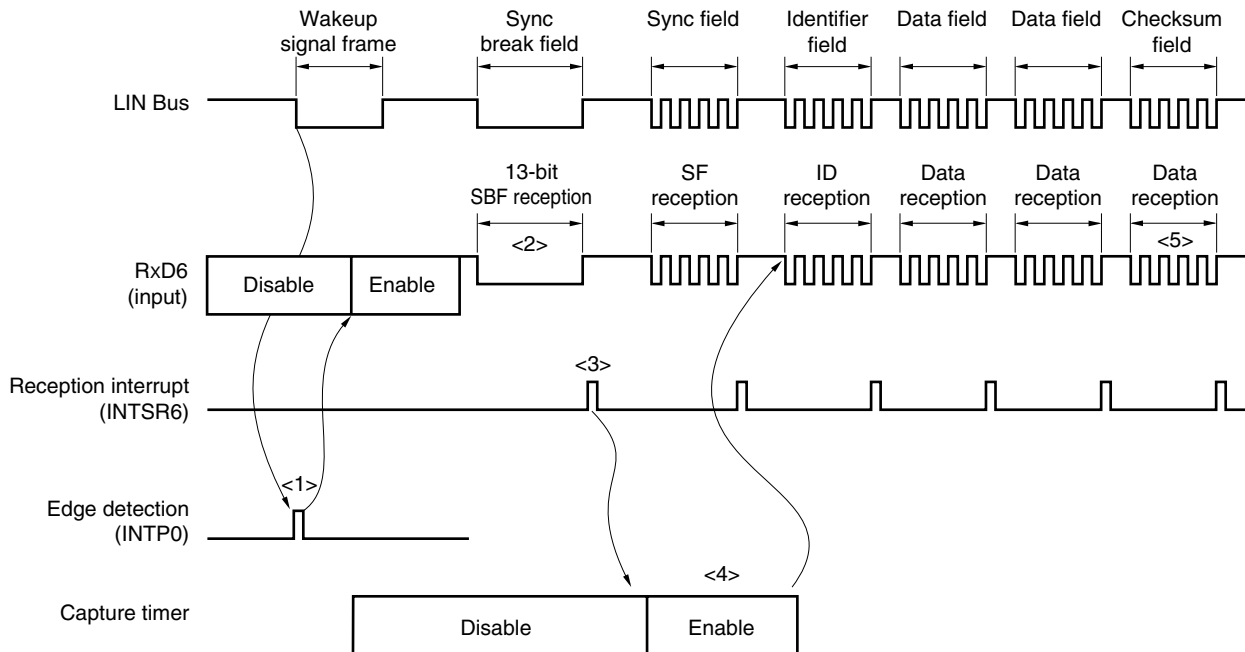 Wakeup
signal frame
Sync
break field
Sync field
Identifier
field
Data field
Data field
Checksum
field
LIN Bus
13-bit
SBF reception
SF
reception
ID
reception
Data
reception
Data
reception
Data
reception
<2>
<5>
RxD6
(input)
Disable
Enable
Reception interrupt
(INTSR6)
<3>
Edge detection
(INTP0)
<1>
Capture timer
Disable
Enable
<4>